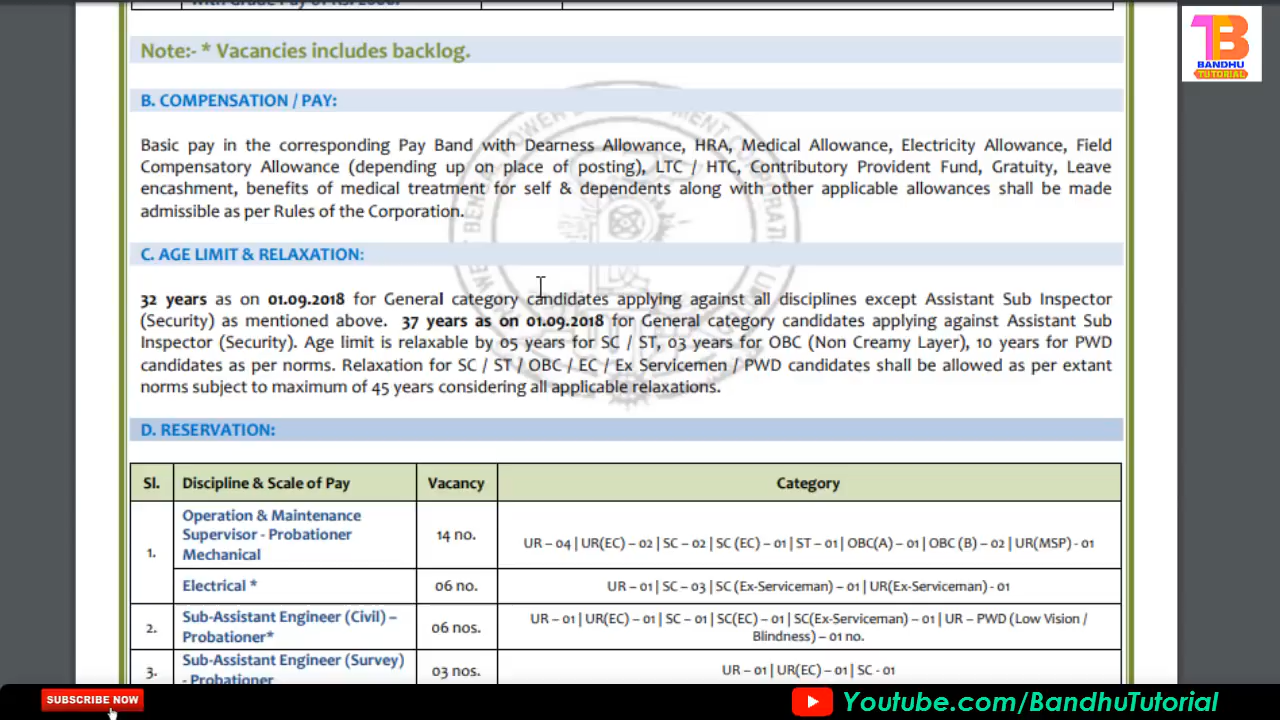 Note:- * Vacancies includes backlog.
B. COMPENSATION / PAY:
Basic pay in the corresponding Pay Band with Dearness Allowance, HRA, Medical Allowance, Electricity Allowance, Field
Compensatory Allowance (depending up on place of posting), LTC / HTC, Contributory Provident Fund, Gratuity, Leave
encashment, benefits of medical treatment for self & dependents along with other applicable allowances shall be made
admissible as per Rules of the Corporation.
C. AGE LIMIT & RELAXATION:
32 years as on 01.09.2018 for General category candidates applying against all disciplines except Assistant Sub Inspector
(Security) as mentioned above. 37 years as on 01.09.2018 for General category candidates applying against Assistant Sub
Inspector (Security). Age limit is relaxable by 05 years for SC / ST, 03 years for OBC (Non Creamy Layer), 10 years for PWD
candidates as per norms. Relaxation for SC / ST / OBC / EC / Ex Servicemen / PWD candidates shall be allowed as per extant
norms subject to maximum of 45 years considering all applicable relaxations.
D. RESERVATION:
Sl. Discipline & Scale of Pay Vacancy Category
1. Operation & Maintenance
Supervisor - Probationer
Mechanical
14 no.
UR – 04 | UR(EC) – 02 | SC – 02 | SC (EC) – 01 | ST – 01 | OBC(A) – 01 | OBC (B) – 02 | UR(MSP) - 01
Electrical * 06 no. UR – 01 | SC – 03 | SC (Ex-Serviceman) – 01 | UR(Ex-Serviceman) - 01
2. Sub-Assistant Engineer (Civil) –
Probationer*
06 nos.
UR – 01 | UR(EC) – 01 | SC – 01 | SC(EC) – 01 | SC(Ex-Serviceman) – 01 | UR – PWD (Low Vision /
Blindness) – 01 no.
3. Sub-Assistant Engineer (Survey)
- Probationer
03 nos.
UR – 01 | UR(EC) – 01 | SC - 01
TB
BANDHU
TUTORIAL
SUBSCRIBE NOW
Youtube.com/BandhuTutorial